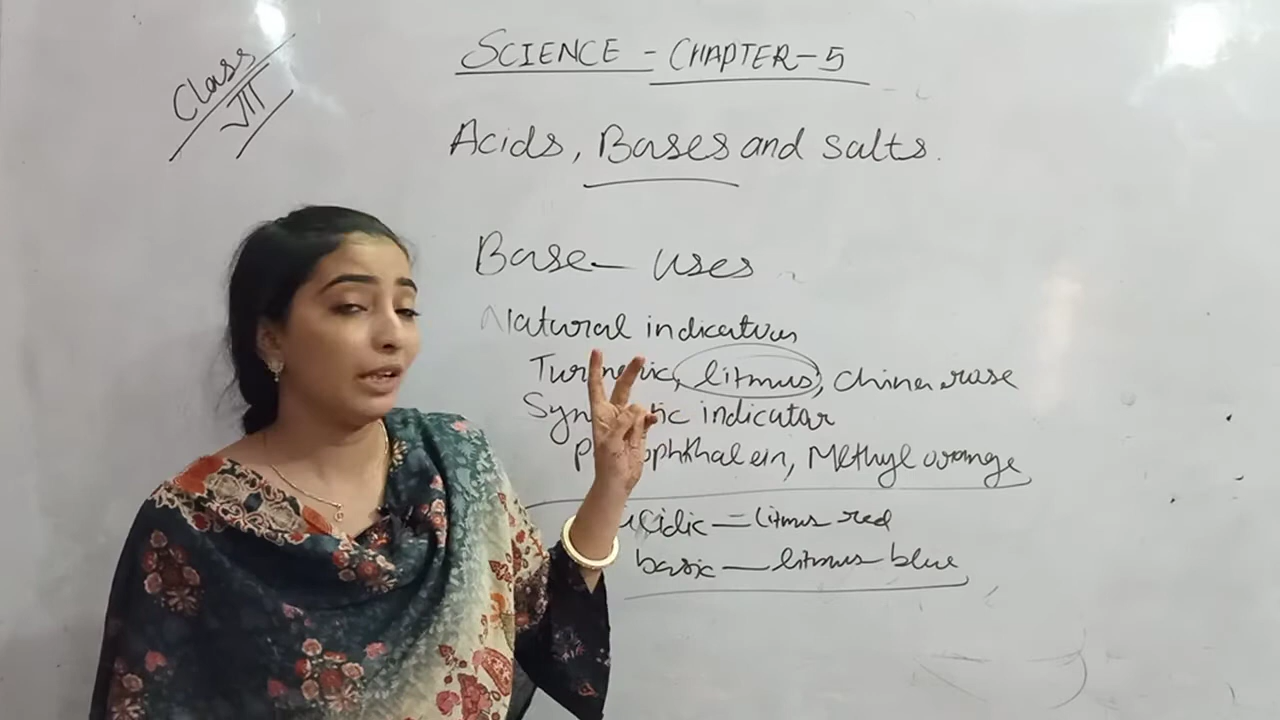 Class
VII
SCIENCE - CHAPTER-5
Acids, Bases and salts.
Base - uses
Natural indicators
litmus, China rose
indicator
Methyl orange
= litmus red
basic - litmus blue